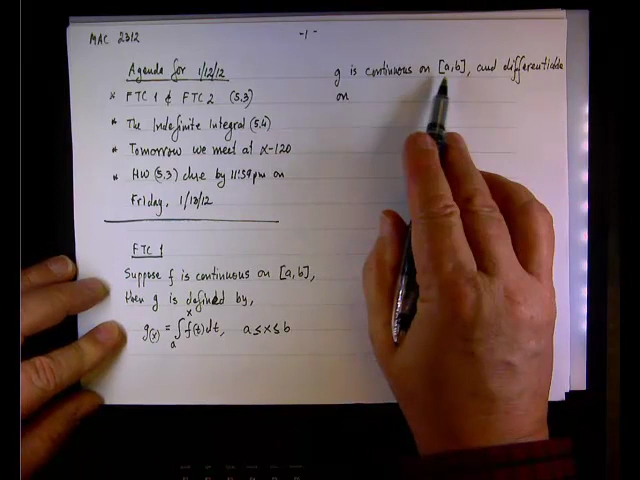 MAC 2312
-1-
Agenda for 1/12/12
* FTC 1 & FTC 2 (5.3)
* The Indefinite Integral (5.4)
* Tomorrow we meet at X-120
* HW (5.3) due by 11:59pm on
Friday, 1/13/12
FTC 1
Suppose f is continuous on [a, b],
then g is defined by,
g(x) = ∫ₐˣ f(t) dt, a ≤ x ≤ b
g is continuous on [a, b], and differentiable
on